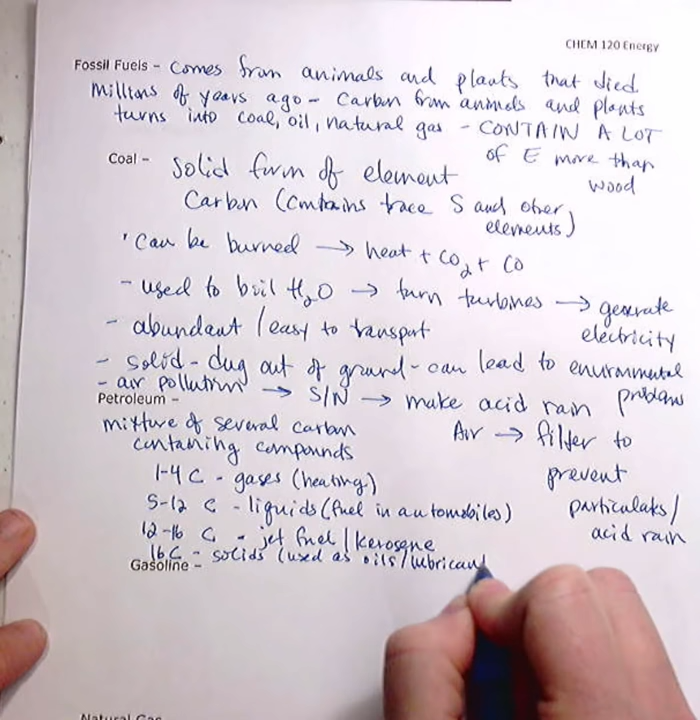 CHEM 120 Energy
Fossil Fuels - comes from animals and plants that died
millions of years ago - carbon from animals and plants
turns into coal, oil, natural gas - CONTAIN A LOT
of E more than
wood
Coal - solid form of element
Carbon (contains trace S and other
elements)
• can be burned → heat + CO₂ + CO
- used to boil H₂O → turn turbines → generate
electricity
- abundant / easy to transport
- solid - dug out of ground - can lead to environmental
problems
- air pollution → S/N → make acid rain
Petroleum -
mixture of several carbon
containing compounds
Air → filter to
prevent
particulates/
acid rain
1-4 C - gases (heating)
5-12 C - liquids (fuel in automobiles)
12-16 C - jet fuel / kerosene
16 C - solids (used as oils/lubricant
Gasoline -
Natural Gas